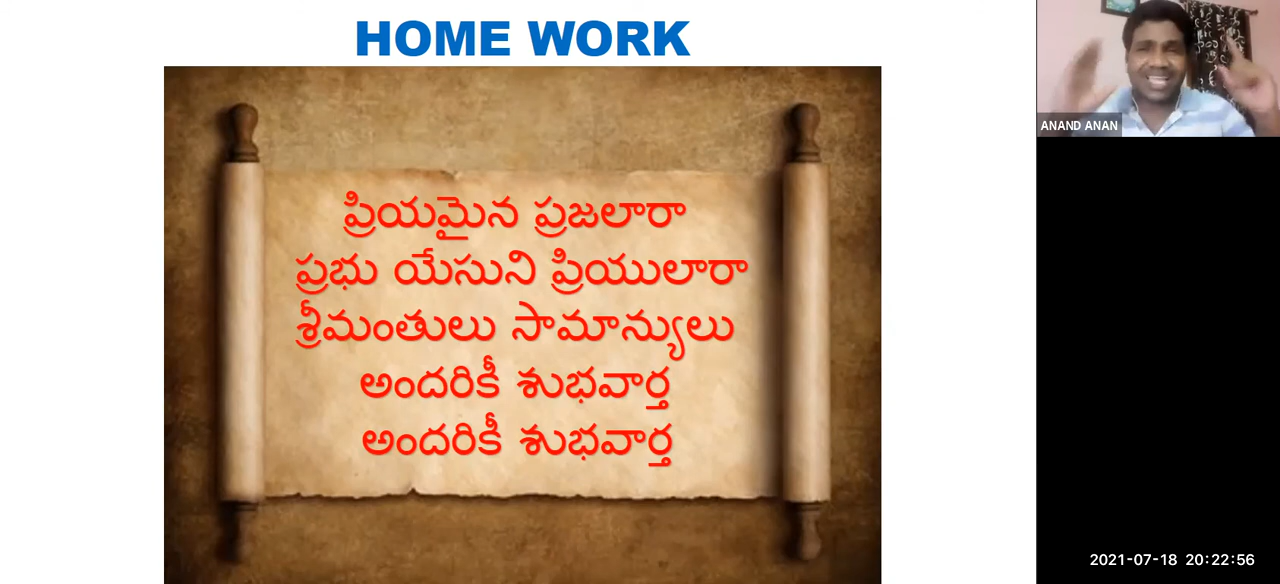 HOME WORK
ప్రియమైన ప్రజలారా
ప్రభు యేసుని ప్రియులారా
శ్రీమంతులు సామాన్యులు
అందరికీ శుభవార్త
అందరికీ శుభవార్త
ANAND ANAN
2021-07-18 20:22:56